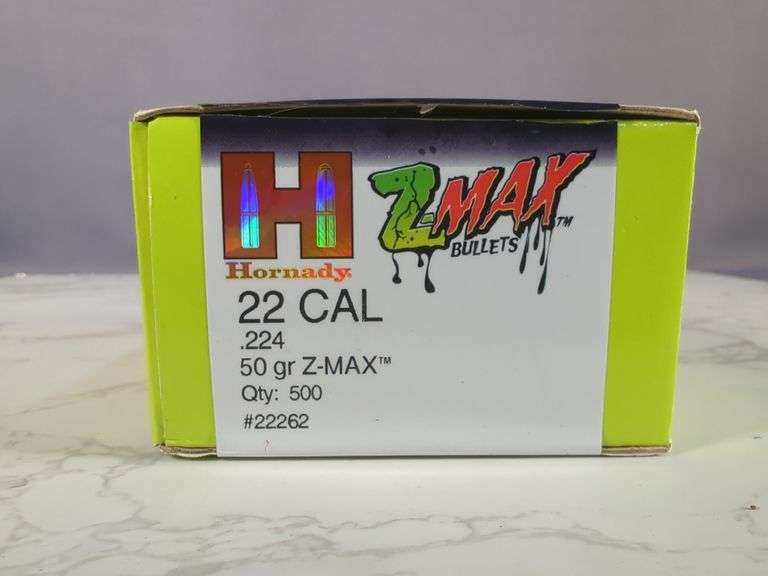 H
Hornady
Z-MAX™
BULLETS
22 CAL
.224
50 gr Z-MAX™
Qty: 500
#22262